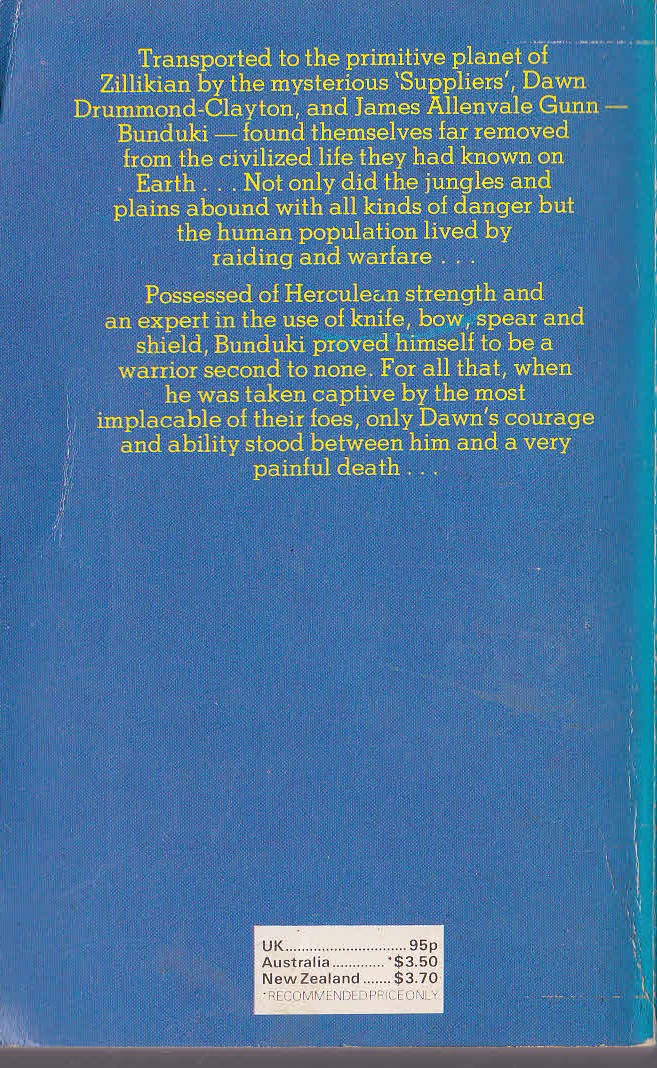 Transported to the primitive planet of
Zillikian by the mysterious ‘Suppliers’, Dawn
Drummond-Clayton, and James Allenvale Gunn —
Bunduki — found themselves far removed
from the civilized life they had known on
Earth . . . Not only did the jungles and
plains abound with all kinds of danger but
the human population lived by
raiding and warfare . . .
Possessed of Herculean strength and
an expert in the use of knife, bow, spear and
shield, Bunduki proved himself to be a
warrior second to none. For all that, when
he was taken captive by the most
implacable of their foes, only Dawn's courage
and ability stood between him and a very
painful death . . .
UK.............................. 95p
Australia............. *$3.50
New Zealand ....... $3.70
*RECOMMENDED PRICE ONLY